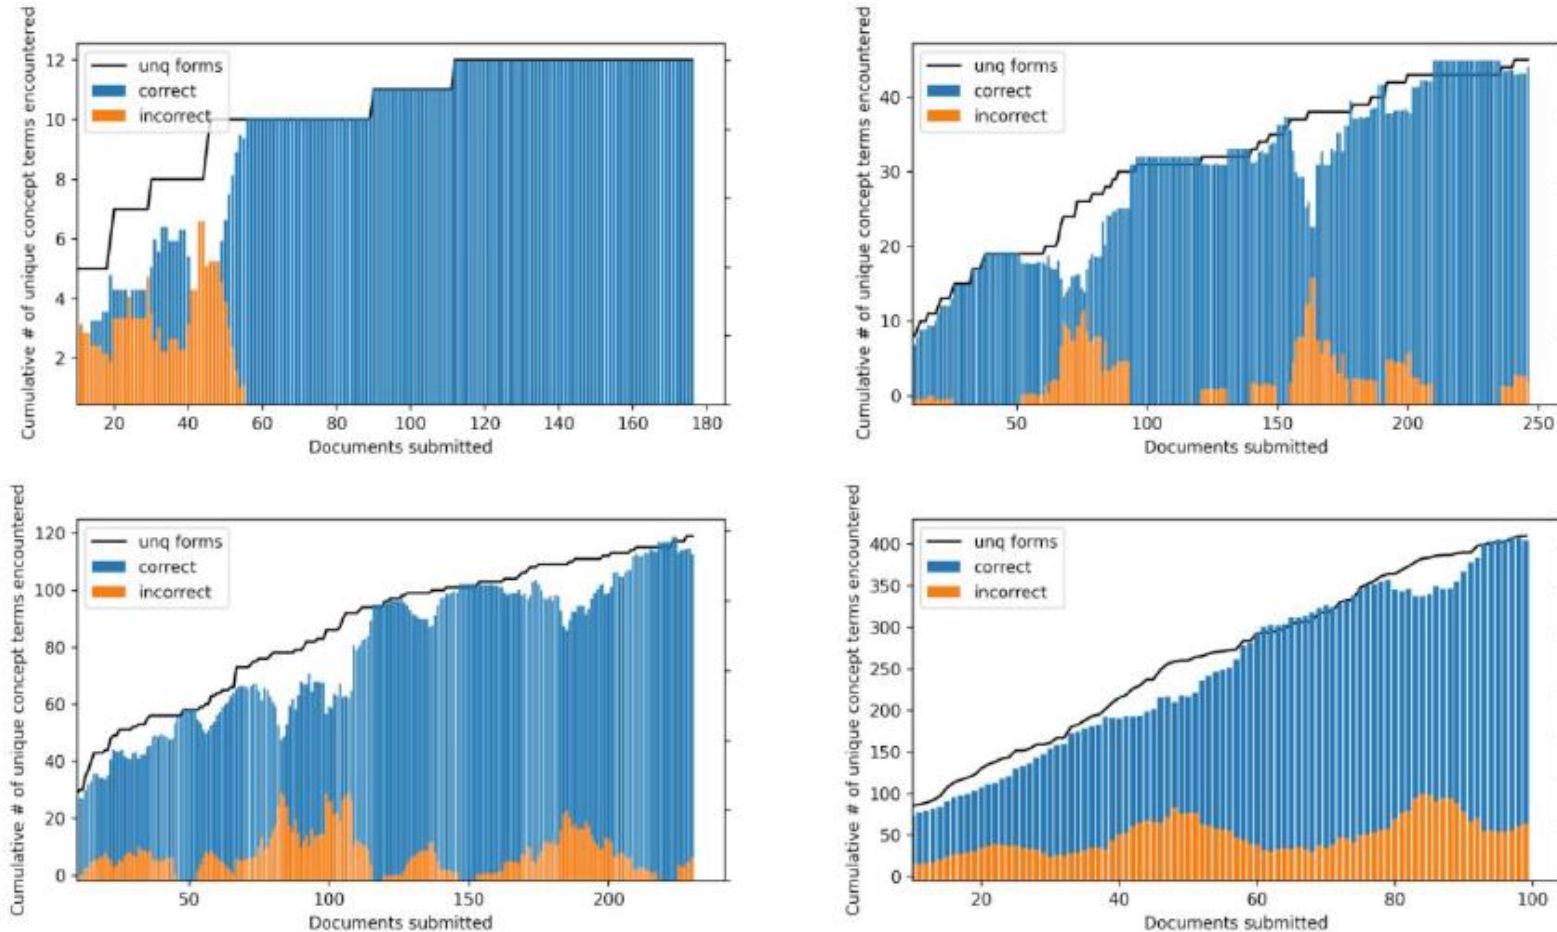 Cumulative # of unique concept terms encountered
12
10
8
6
4
2
unq forms
correct
incorrect
20 40 60 80 100 120 140 160 180
Documents submitted
Cumulative # of unique concept terms encountered
40
30
20
10
0
unq forms
correct
incorrect
50 100 150 200 250
Documents submitted
Cumulative # of unique concept terms encountered
120
100
80
60
40
20
0
unq forms
correct
incorrect
50 100 150 200
Documents submitted
Cumulative # of unique concept terms encountered
400
350
300
250
200
150
100
50
0
unq forms
correct
incorrect
20 40 60 80 100
Documents submitted